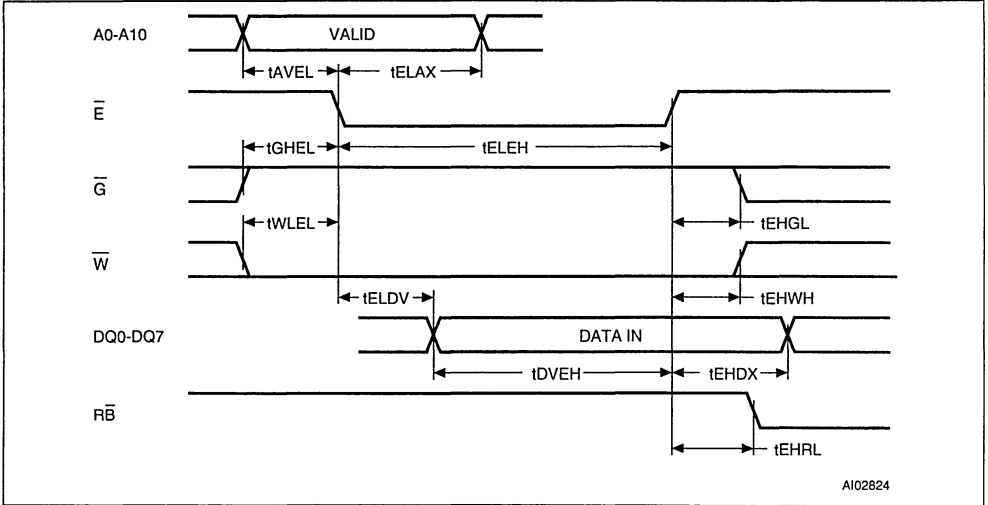 A0-A10
VALID
tAVEL
tELAX
E̅
tGHEL
tELEH
G̅
tWLEL
tEHGL
W̅
tELDV
tEHWH
DQ0-DQ7
DATA IN
tDVEH
tEHDX
RB̅
tEHRL
AI02824